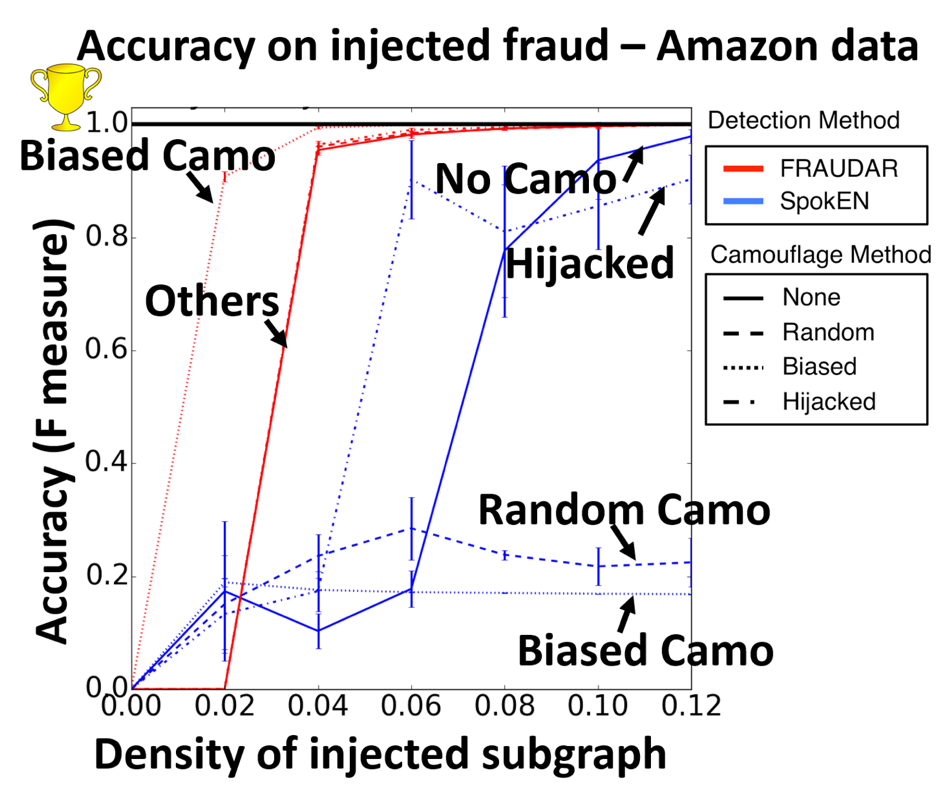 Accuracy on injected fraud – Amazon data
1.0
Biased Camo
No Camo
0.8
Hijacked
Others
0.6
0.4
Random Camo
0.2
Biased Camo
0.0
0.00 0.02 0.04 0.06 0.08 0.10 0.12
Accuracy (F measure)
Density of injected subgraph
Detection Method
FRAUDAR
SpokEN
Camouflage Method
None
Random
Biased
Hijacked